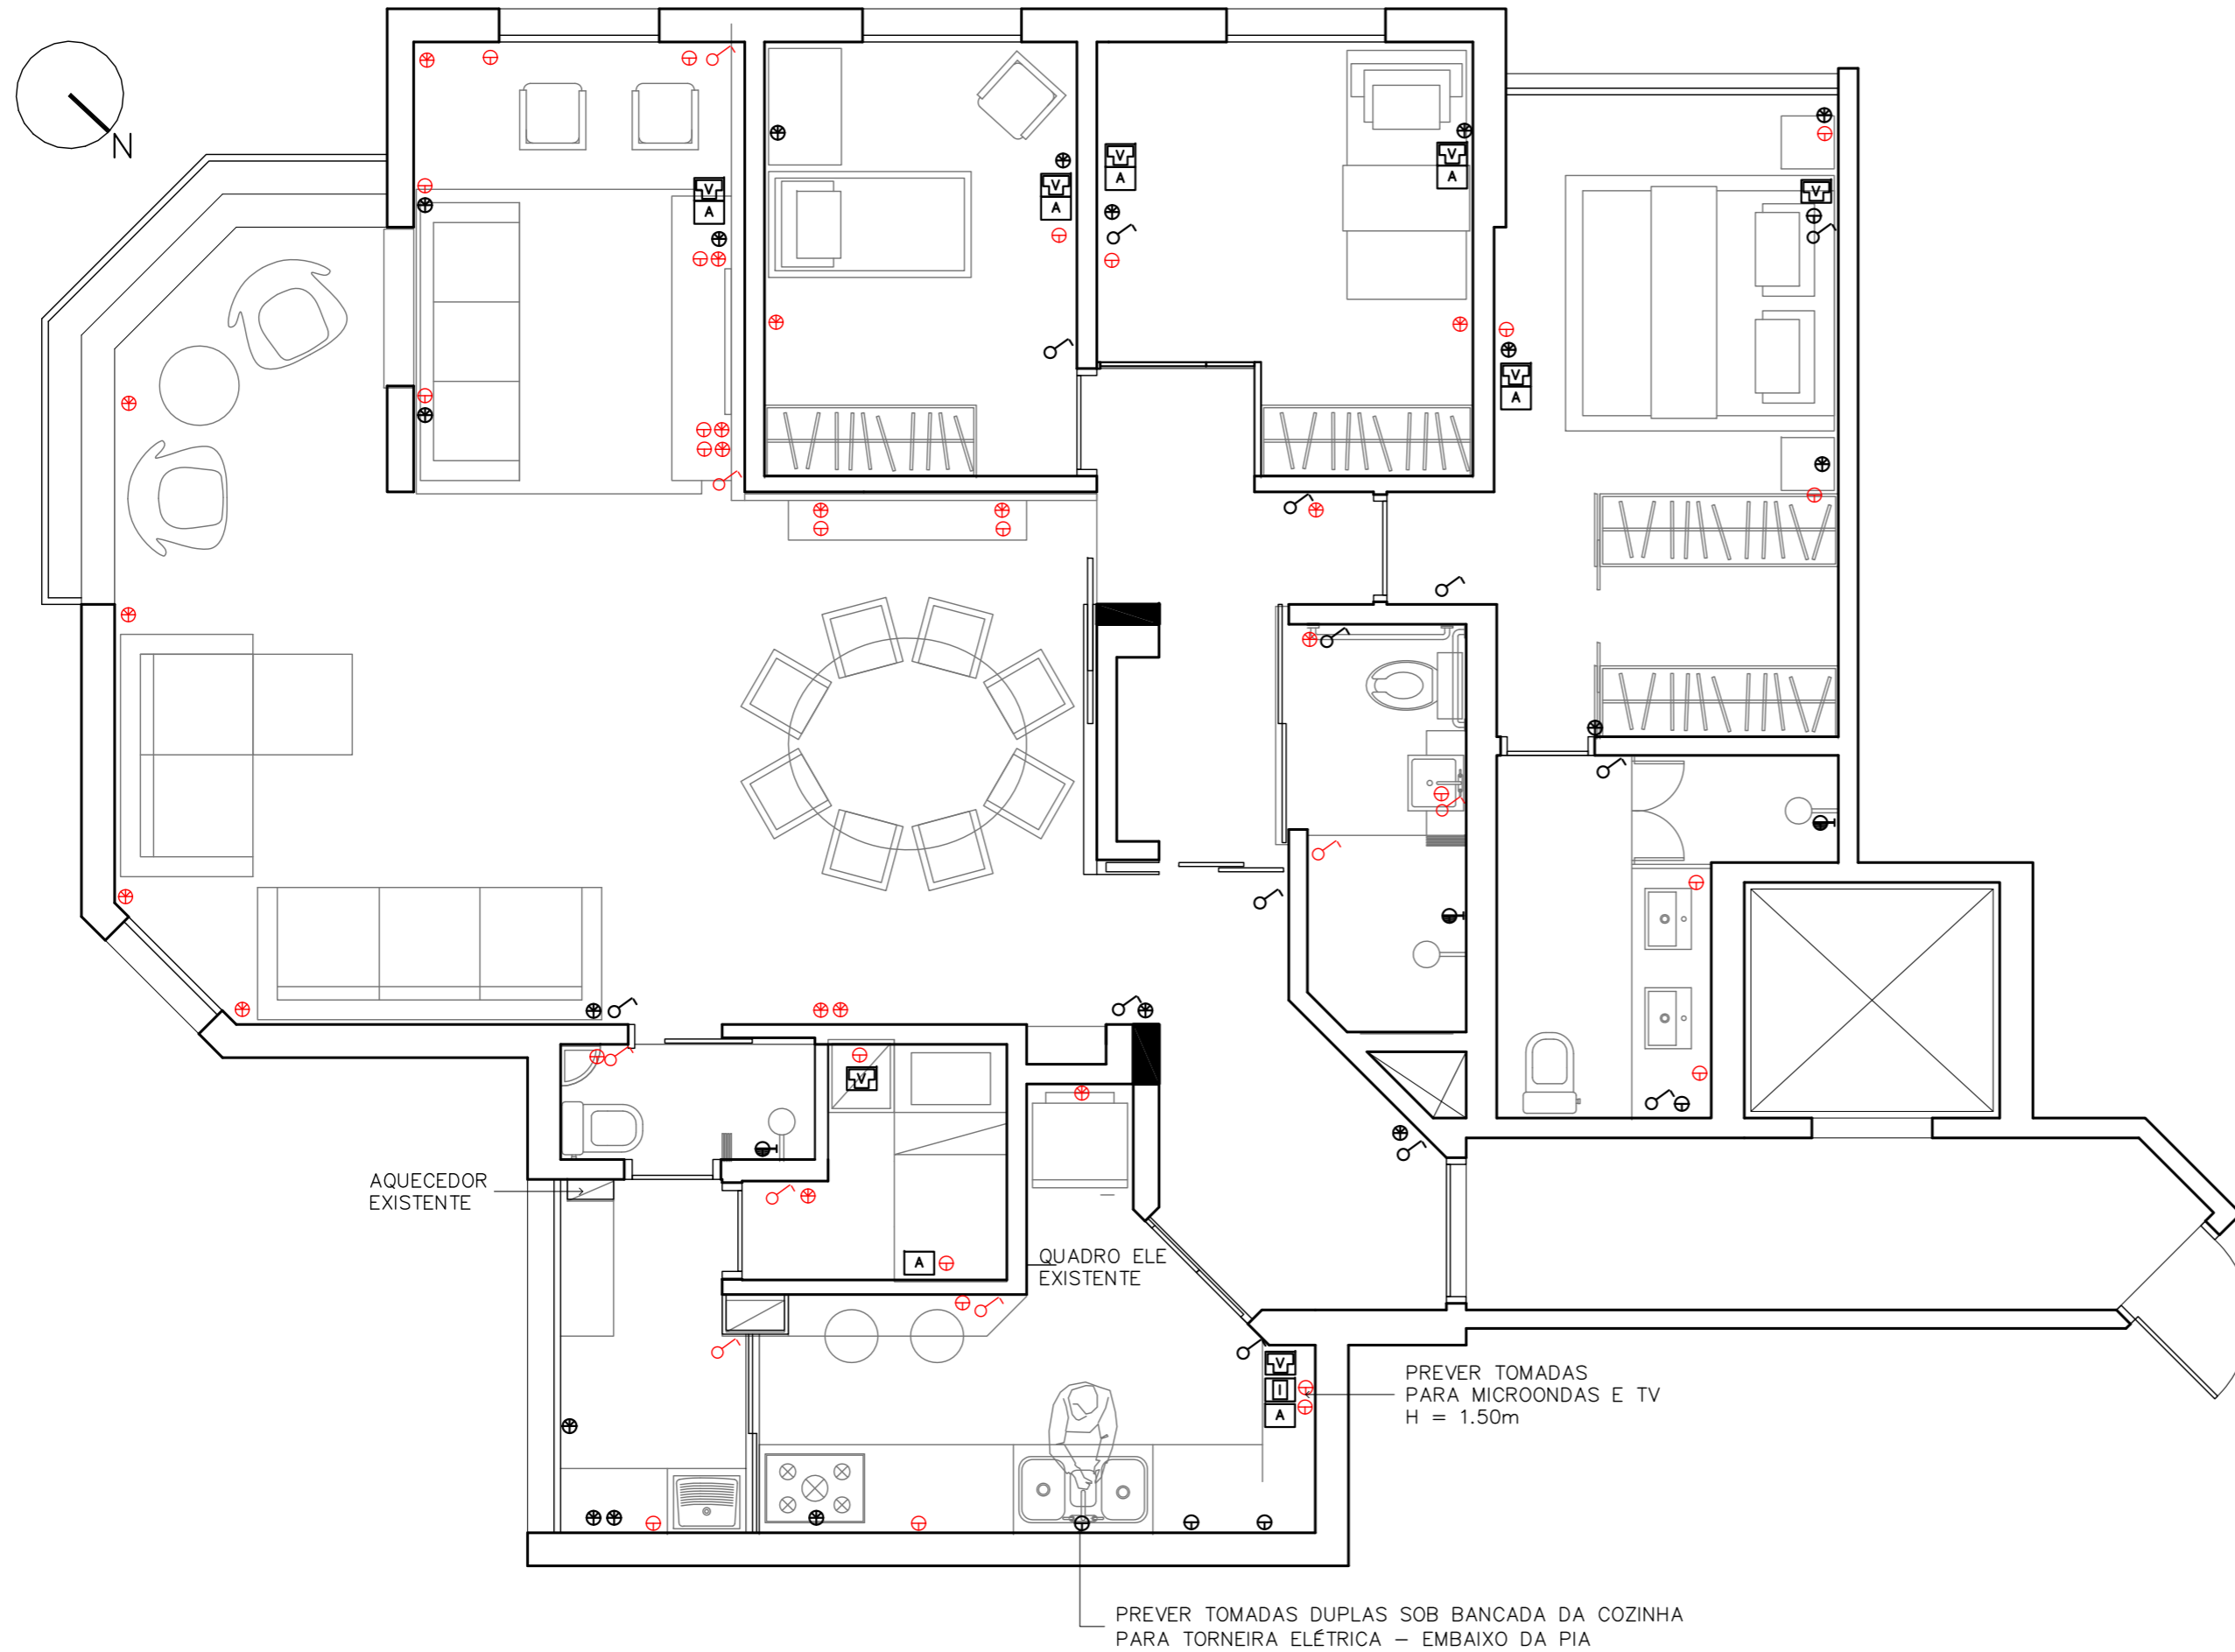 N
V
A
V
A
V
A
V
A
V
V
A
V
AQUECEDOR
EXISTENTE
A
QUADRO ELE
EXISTENTE
V
I
A
PREVER TOMADAS
PARA MICROONDAS E TV
H = 1.50m
PREVER TOMADAS DUPLAS SOB BANCADA DA COZINHA
PARA TORNEIRA ELÉTRICA – EMBAIXO DA PIA